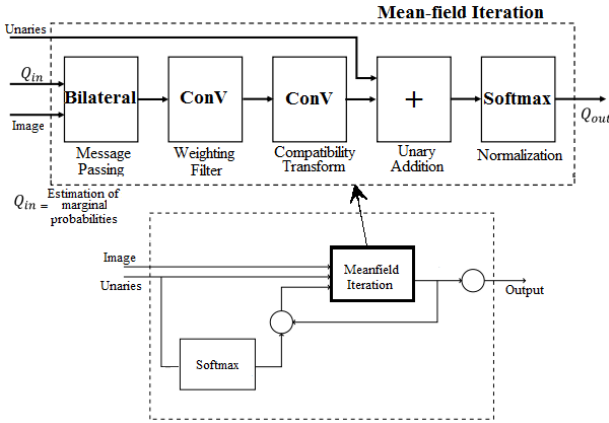 Mean-field Iteration
Unaries
Q_in
Image
Bilateral
ConV
ConV
+
Softmax
Q_out
Message
Passing
Weighting
Filter
Compatibility
Transform
Unary
Addition
Normalization
Q_in = Estimation of
marginal
probabilities
Image
Unaries
Meanfield
Iteration
Output
Softmax